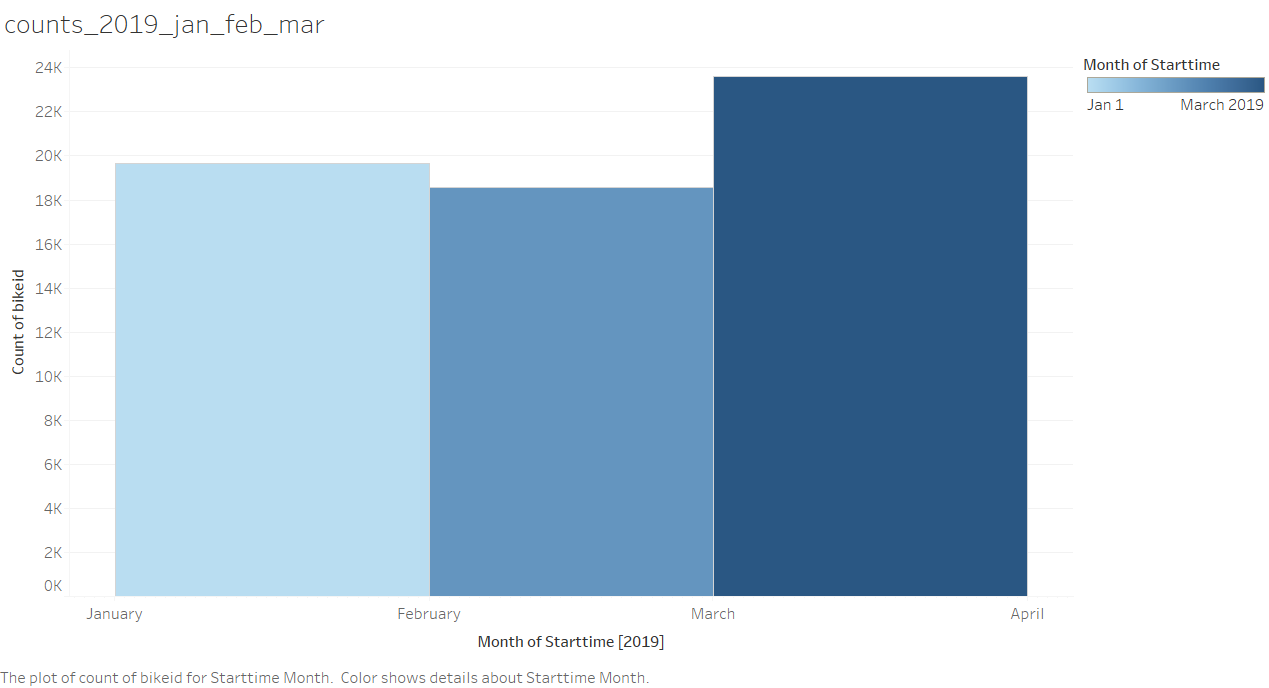 counts_2019_jan_feb_mar
Month of Starttime
Jan 1 March 2019
24K
22K
20K
18K
16K
14K
12K
10K
8K
6K
4K
2K
0K
Count of bikeid
January February March April
Month of Starttime [2019]
The plot of count of bikeid for Starttime Month.  Color shows details about Starttime Month.